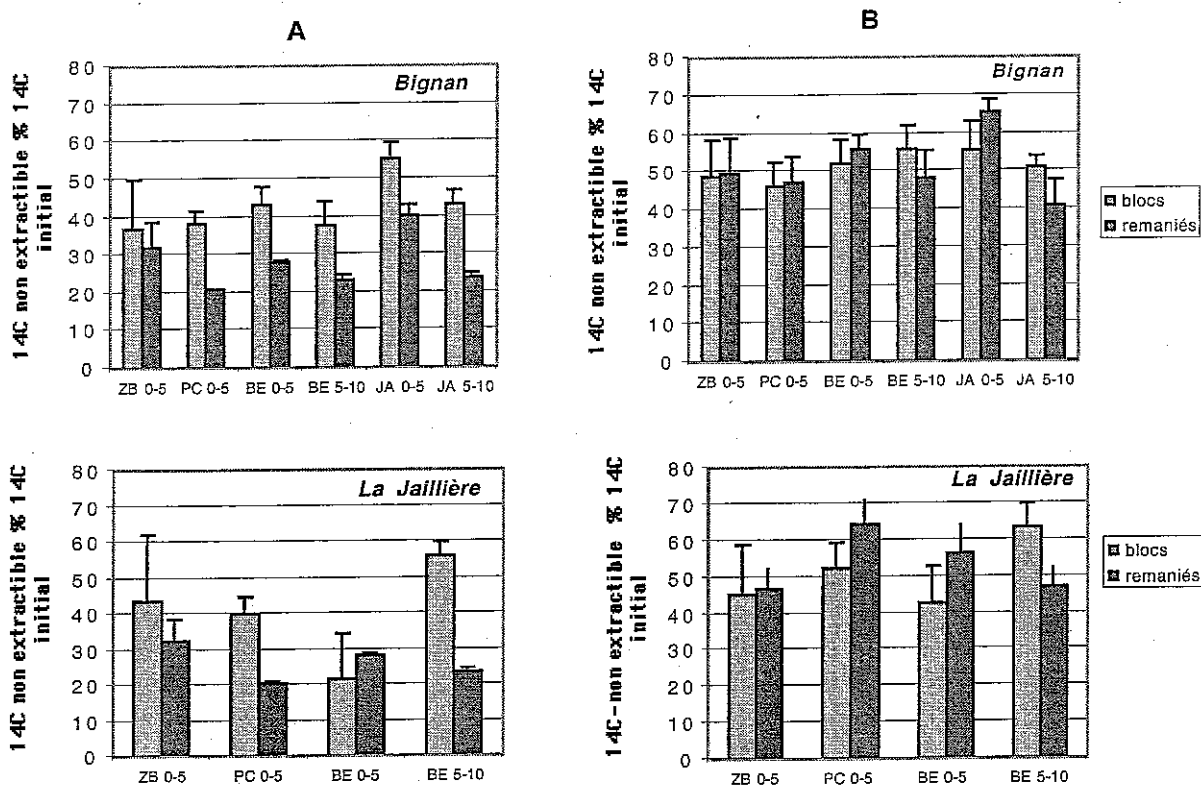 A
B
14C non extractible % 14C
initial
Bignan
80
70
60
50
40
30
20
10
0
ZB 0-5 PC 0-5 BE 0-5 BE 5-10 JA 0-5 JA 5-10
14C non extractible % 14C
initial
Bignan
80
70
60
50
40
30
20
10
0
ZB 0-5 PC 0-5 BE 0-5 BE 5-10 JA 0-5 JA 5-10
blocs
remaniés
14C non extractible % 14C
initial
La Jaillière
80
70
60
50
40
30
20
10
0
ZB 0-5 PC 0-5 BE 0-5 BE 5-10
14C-non extractible % 14C
initial
La Jaillière
80
70
60
50
40
30
20
10
0
ZB 0-5 PC 0-5 BE 0-5 BE 5-10
blocs
remaniés